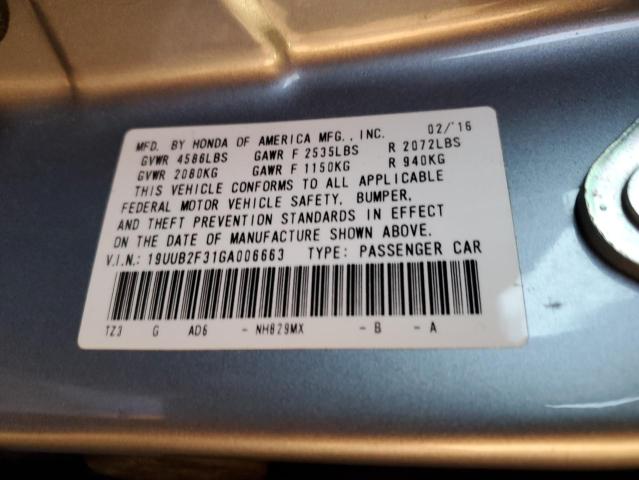 MFD. BY HONDA OF AMERICA MFG., INC. 02/'16
GVWR 4586LBS GAWR F 2535LBS R 2072LBS
GVWR 2080KG GAWR F 1150KG R 940KG
THIS VEHICLE CONFORMS TO ALL APPLICABLE
FEDERAL MOTOR VEHICLE SAFETY, BUMPER,
AND THEFT PREVENTION STANDARDS IN EFFECT
ON THE DATE OF MANUFACTURE SHOWN ABOVE.
V.I.N.: 19UUB2F31GA006663 TYPE: PASSENGER CAR
TZ3 G AD6 - NH829MX - B - A